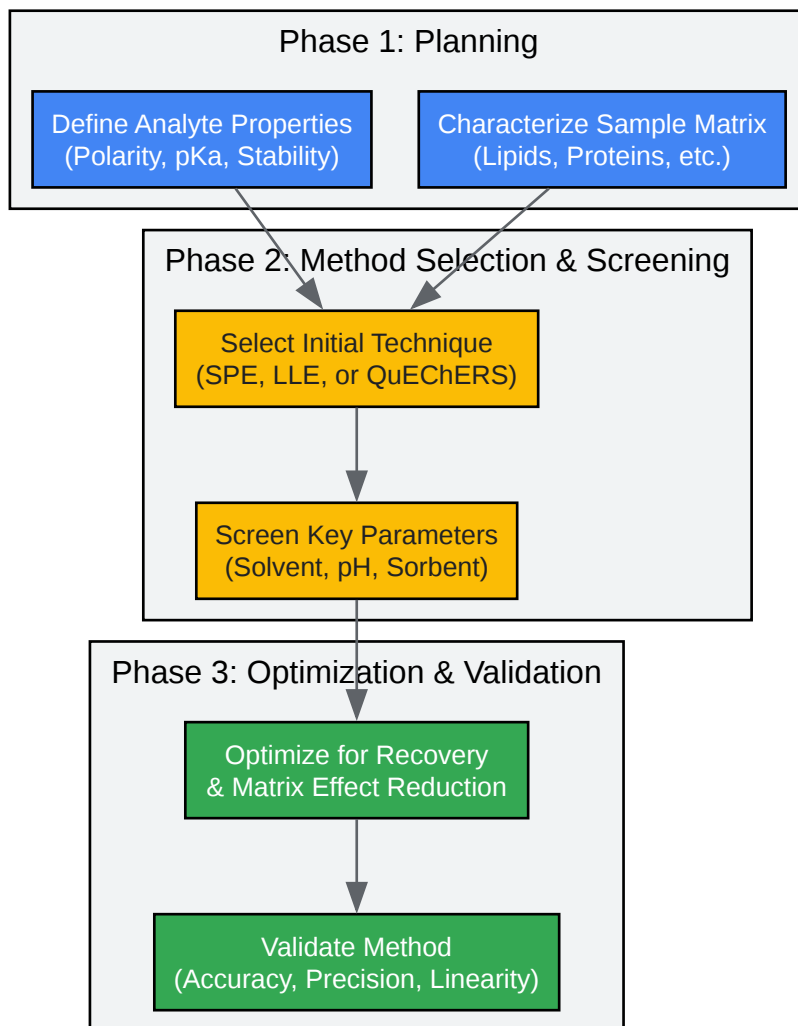 Phase 1: Planning
Define Analyte Properties
(Polarity, pKa, Stability)
Characterize Sample Matrix
(Lipids, Proteins, etc.)
Phase 2: Method Selection & Screening
Select Initial Technique
(SPE, LLE, or QuEChERS)
Screen Key Parameters
(Solvent, pH, Sorbent)
Phase 3: Optimization & Validation
Optimize for Recovery
& Matrix Effect Reduction
Validate Method
(Accuracy, Precision, Linearity)